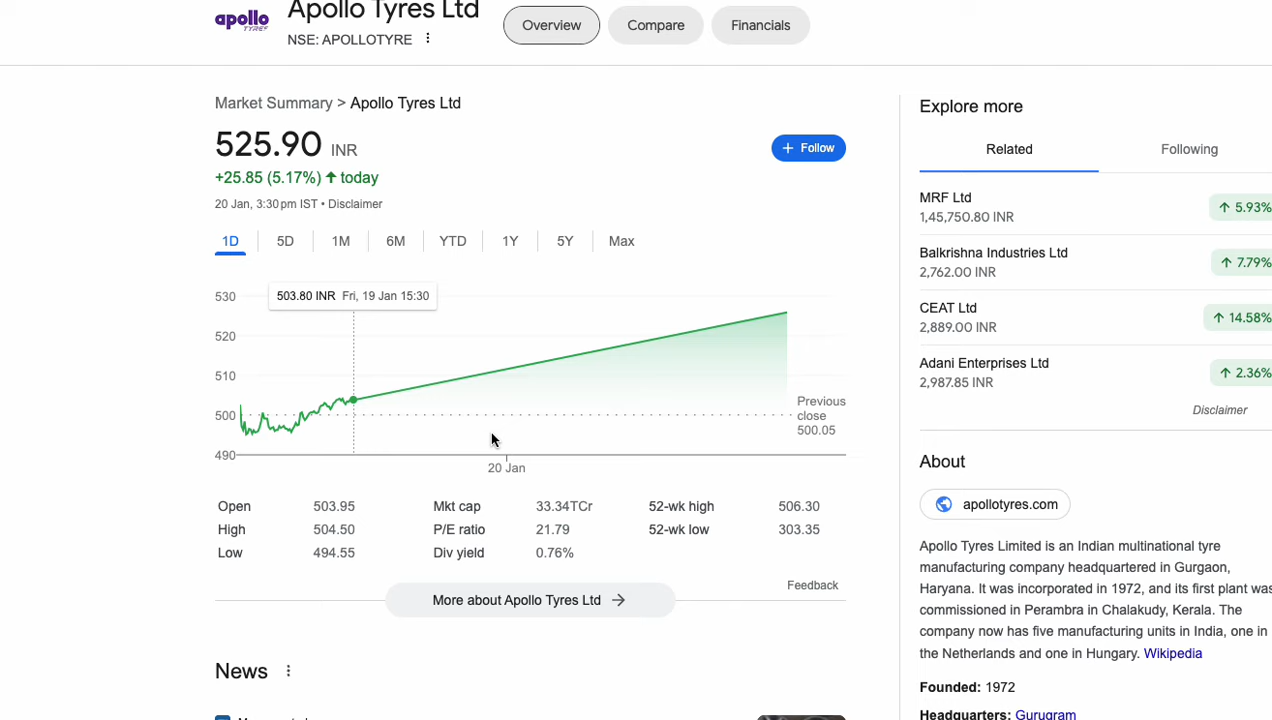 apollo
TYRES
Apollo Tyres Ltd
NSE: APOLLOTYRE
Overview
Compare
Financials
Market Summary > Apollo Tyres Ltd
525.90 INR
+ Follow
+25.85 (5.17%) ↑ today
20 Jan, 3:30 pm IST • Disclaimer
1D 5D 1M 6M YTD 1Y 5Y Max
503.80 INR Fri, 19 Jan 15:30
530
520
510
500
490
Previous
close
500.05
20 Jan
Open 503.95 Mkt cap 33.34TCr 52-wk high 506.30
High 504.50 P/E ratio 21.79 52-wk low 303.35
Low 494.55 Div yield 0.76%
Feedback
More about Apollo Tyres Ltd →
News
Explore more
Related Following
MRF Ltd
1,45,750.80 INR
↑ 5.93%
Balkrishna Industries Ltd
2,762.00 INR
↑ 7.79%
CEAT Ltd
2,889.00 INR
↑ 14.58%
Adani Enterprises Ltd
2,987.85 INR
↑ 2.36%
Disclaimer
About
apollotyres.com
Apollo Tyres Limited is an Indian multinational tyre
manufacturing company headquartered in Gurgaon,
Haryana. It was incorporated in 1972, and its first plant was
commissioned in Perambra in Chalakudy, Kerala. The
company now has five manufacturing units in India, one in
the Netherlands and one in Hungary. Wikipedia
Founded: 1972
Headquarters: Gurugram